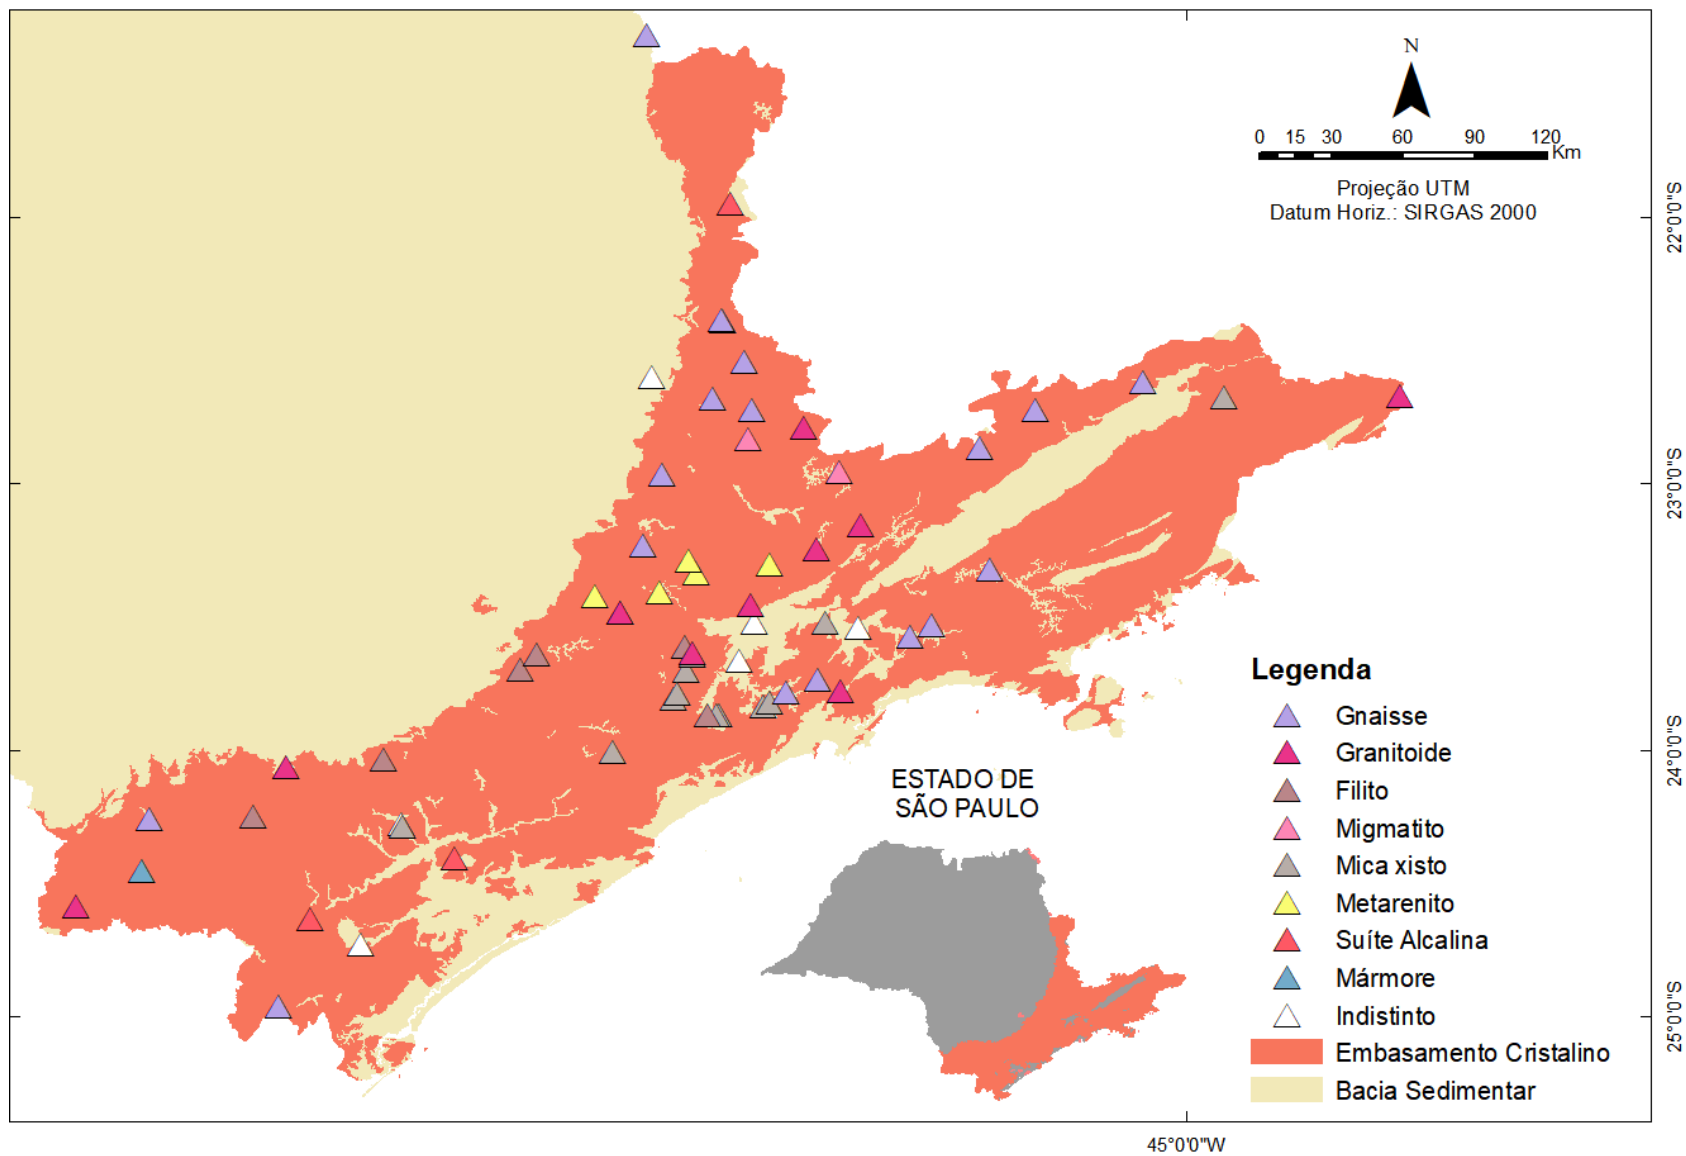 N
0 15 30 60 90 120
Km
Projeção UTM
Datum Horiz.: SIRGAS 2000
22°0'0"S
23°0'0"S
24°0'0"S
25°0'0"S
45°0'0"W
ESTADO DE
SÃO PAULO
Legenda
Gnaisse
Granitoide
Filito
Migmatito
Mica xisto
Metarenito
Suíte Alcalina
Mármore
Indistinto
Embasamento Cristalino
Bacia Sedimentar